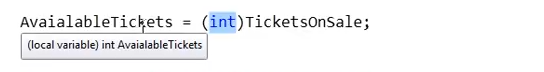 AvaialableTickets = (int)TicketsOnSale;
(local variable) int AvaialableTickets